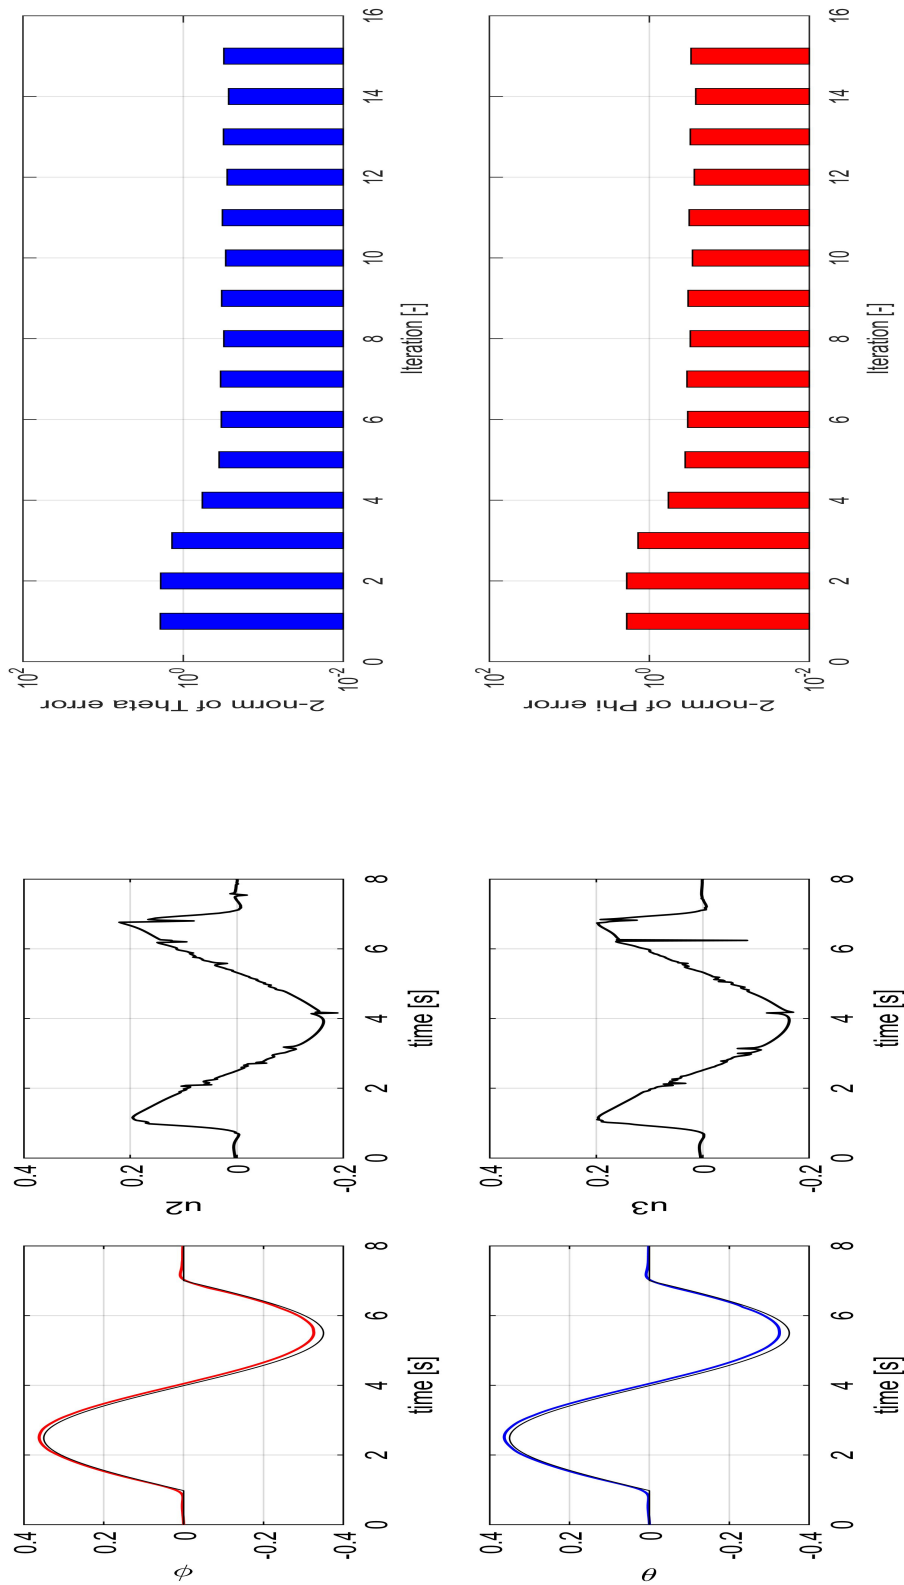 ϕ
0.4
0.2
0
-0.2
-0.4
0 2 4 6 8
time [s]
u2
0.4
0.2
0
-0.2
0 2 4 6 8
time [s]
2-norm of Theta error
10^2
10^0
10^-2
0 2 4 6 8 10 12 14 16
Iteration [-]
θ
0.4
0.2
0
-0.2
-0.4
0 2 4 6 8
time [s]
u3
0.4
0.2
0
-0.2
0 2 4 6 8
time [s]
2-norm of Phi error
10^2
10^0
10^-2
0 2 4 6 8 10 12 14 16
Iteration [-]